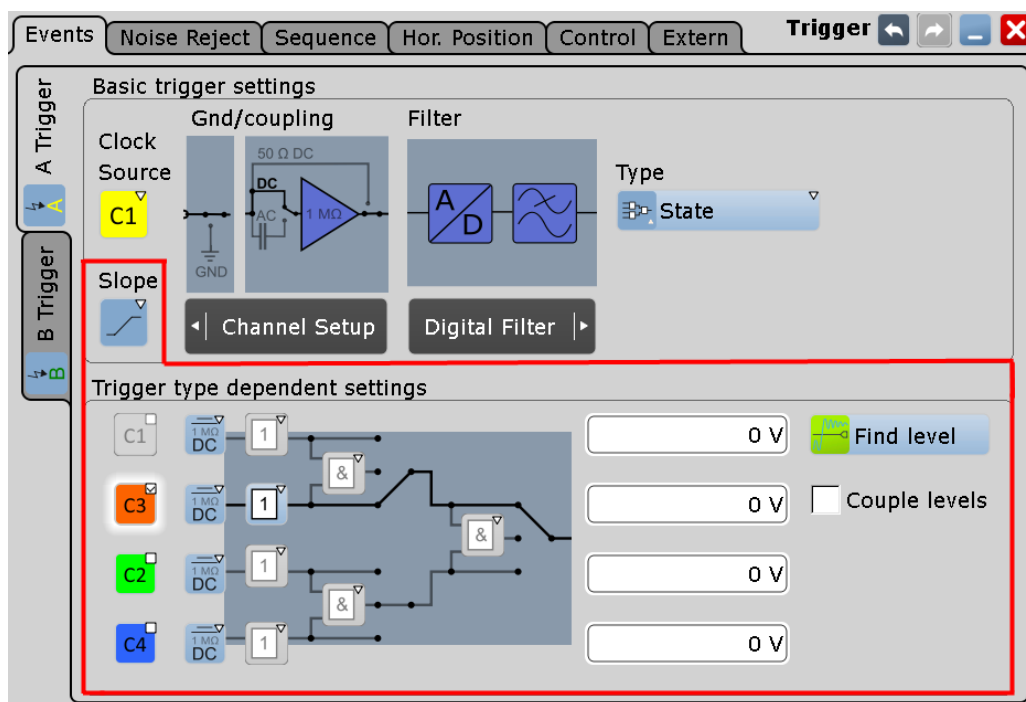 Events Noise Reject Sequence Hor. Position Control Extern Trigger
A Trigger
A
B Trigger
B
Basic trigger settings
Clock
Source
C1
Gnd/coupling
50 Ω DC
DC
AC
1 MΩ
GND
Filter
A
D
Type
State
Slope
Channel Setup
Digital Filter
Trigger type dependent settings
C1 1 MΩ DC 1 0 V Find level
&
C3 1 MΩ DC 1 0 V Couple levels
&
C2 1 MΩ DC 1 0 V
&
C4 1 MΩ DC 1 0 V